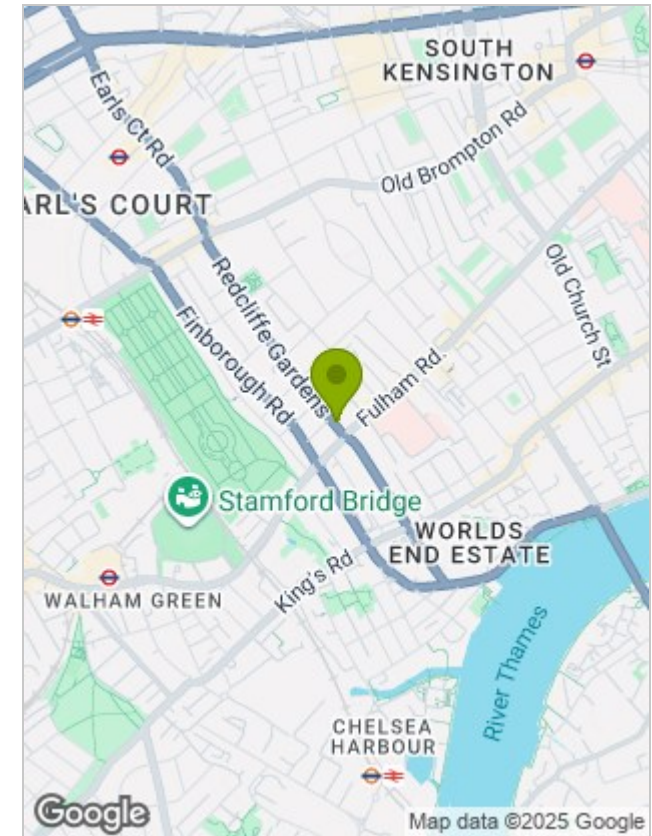 SOUTH
KENSINGTON
Earls Ct Rd
Old Brompton Rd
ARL'S COURT
Old Church St
Redcliffe Gardens
Finborough Rd
Fulham Rd.
Stamford Bridge
WORLDS
END ESTATE
King's Rd
WALHAM GREEN
River Thames
CHELSEA
HARBOUR
Google
Map data ©2025 Google